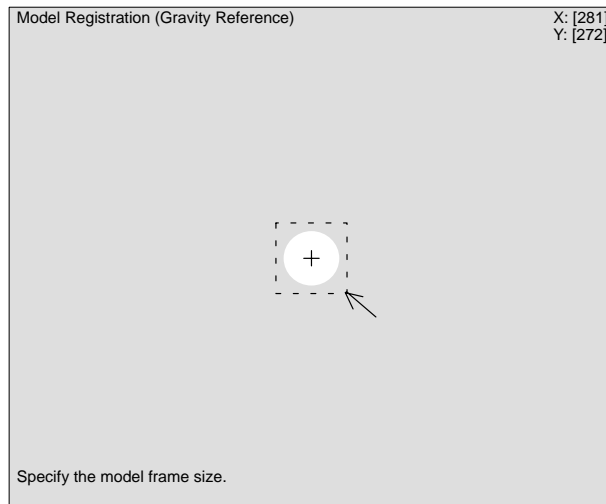 Model Registration (Gravity Reference)
X: [281]
Y: [272]
Specify the model frame size.